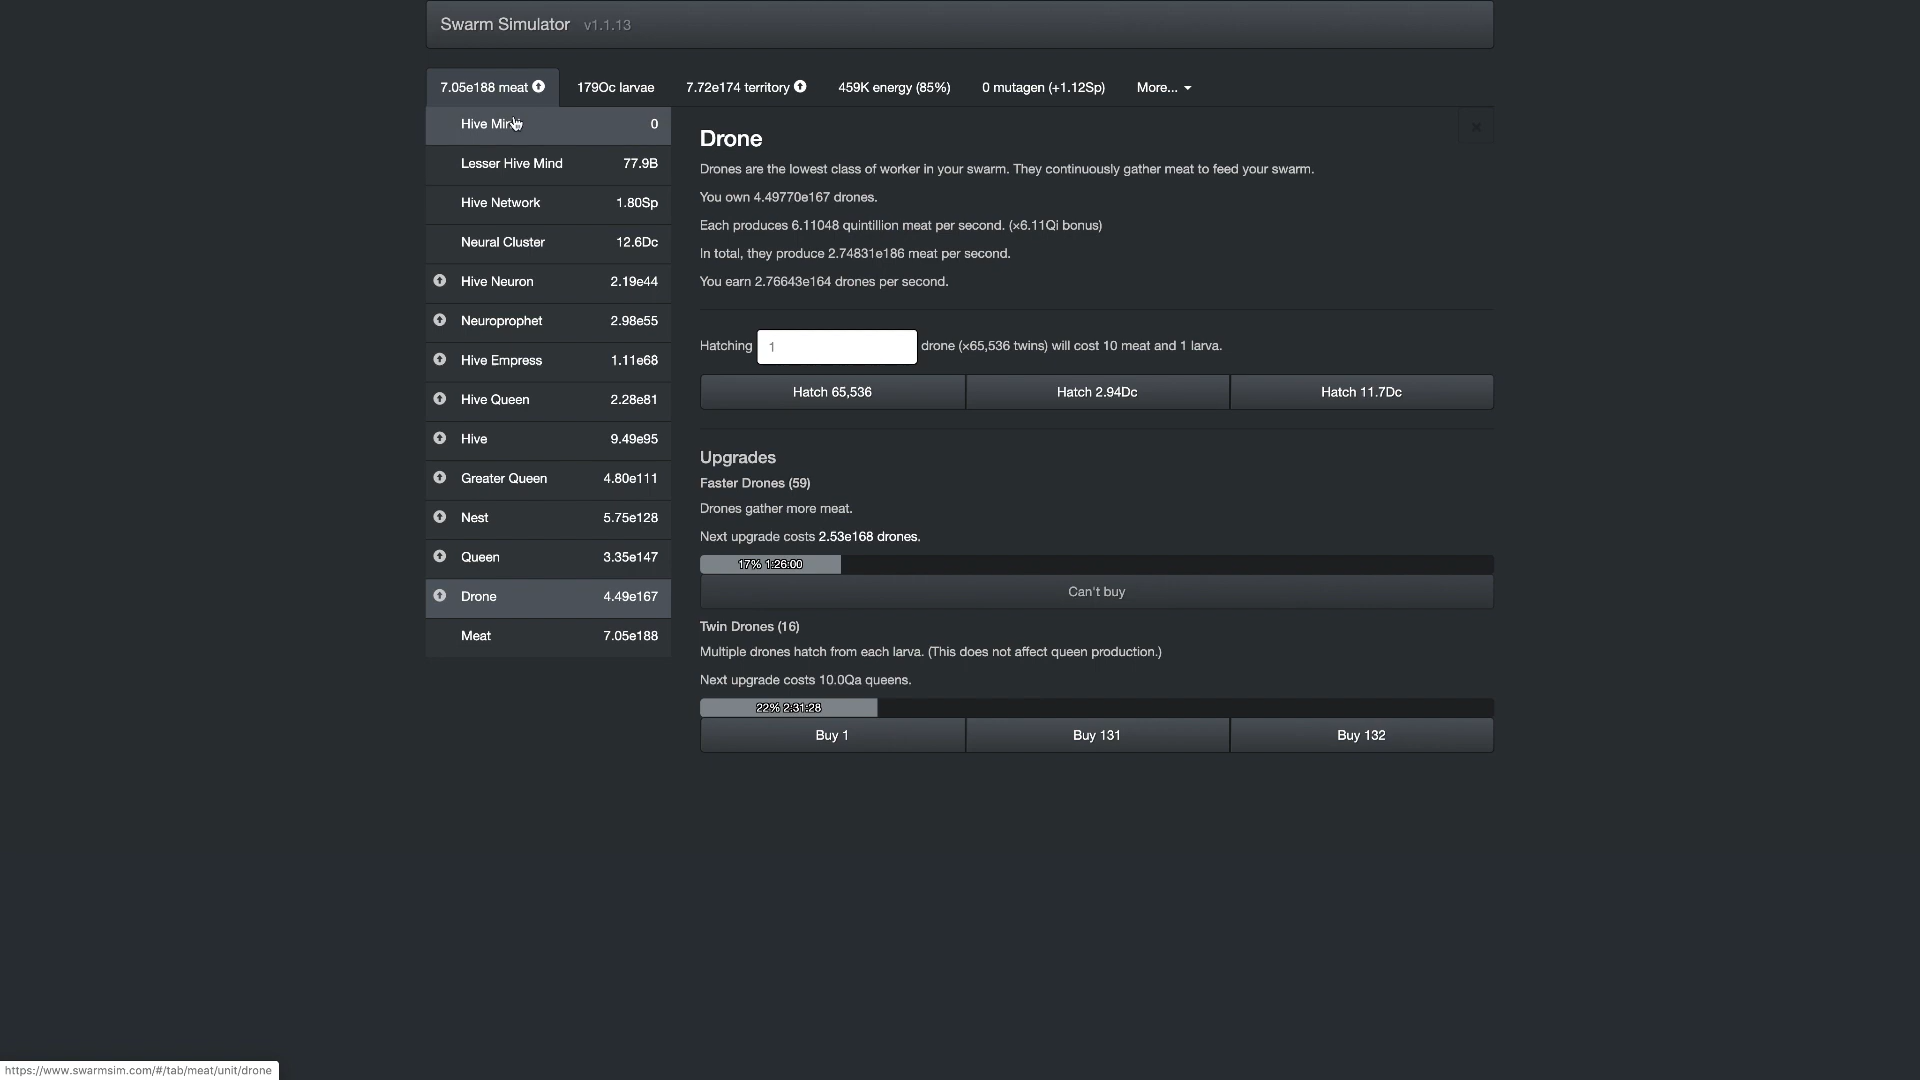 Swarm Simulator v1.1.13
7.05e188 meat
179Oc larvae
7.72e174 territory
459K energy (85%)
0 mutagen (+1.12Sp)
More...
Hive Mind 0
Lesser Hive Mind 77.9B
Hive Network 1.80Sp
Neural Cluster 12.6Dc
Hive Neuron 2.19e44
Neuroprophet 2.98e55
Hive Empress 1.11e68
Hive Queen 2.28e81
Hive 9.49e95
Greater Queen 4.80e111
Nest 5.75e128
Queen 3.35e147
Drone 4.49e167
Meat 7.05e188
Drone
Drones are the lowest class of worker in your swarm. They continuously gather meat to feed your swarm.
You own 4.49770e167 drones.
Each produces 6.11048 quintillion meat per second. (×6.11Qi bonus)
In total, they produce 2.74831e186 meat per second.
You earn 2.76643e164 drones per second.
Hatching 1 drone (×65,536 twins) will cost 10 meat and 1 larva.
Hatch 65,536
Hatch 2.94Dc
Hatch 11.7Dc
Upgrades
Faster Drones (59)
Drones gather more meat.
Next upgrade costs 2.53e168 drones.
17% 1:26:00
Can't buy
Twin Drones (16)
Multiple drones hatch from each larva. (This does not affect queen production.)
Next upgrade costs 10.0Qa queens.
22% 2:31:28
Buy 1
Buy 131
Buy 132
https://www.swarmsim.com/#/tab/meat/unit/drone